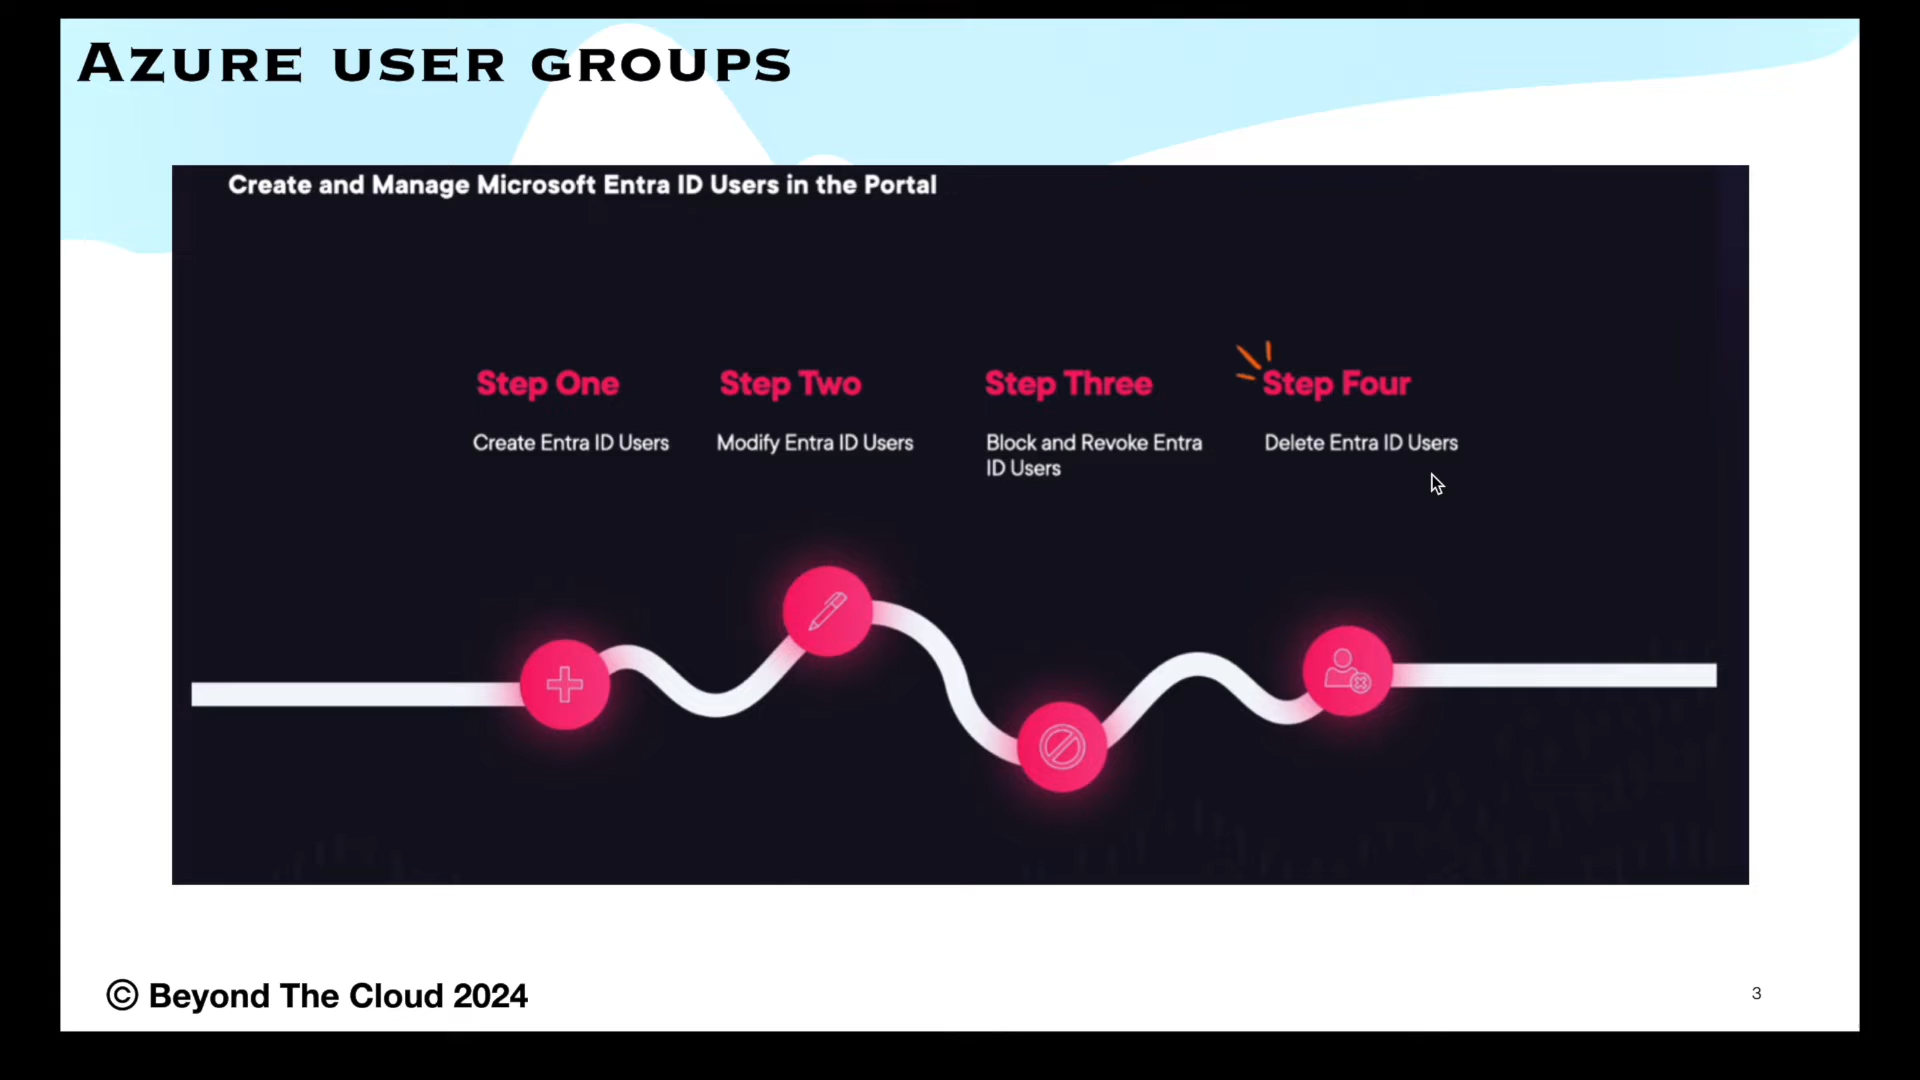 AZURE USER GROUPS
Create and Manage Microsoft Entra ID Users in the Portal
Step One
Create Entra ID Users
Step Two
Modify Entra ID Users
Step Three
Block and Revoke Entra
ID Users
Step Four
Delete Entra ID Users
© Beyond The Cloud 2024
3